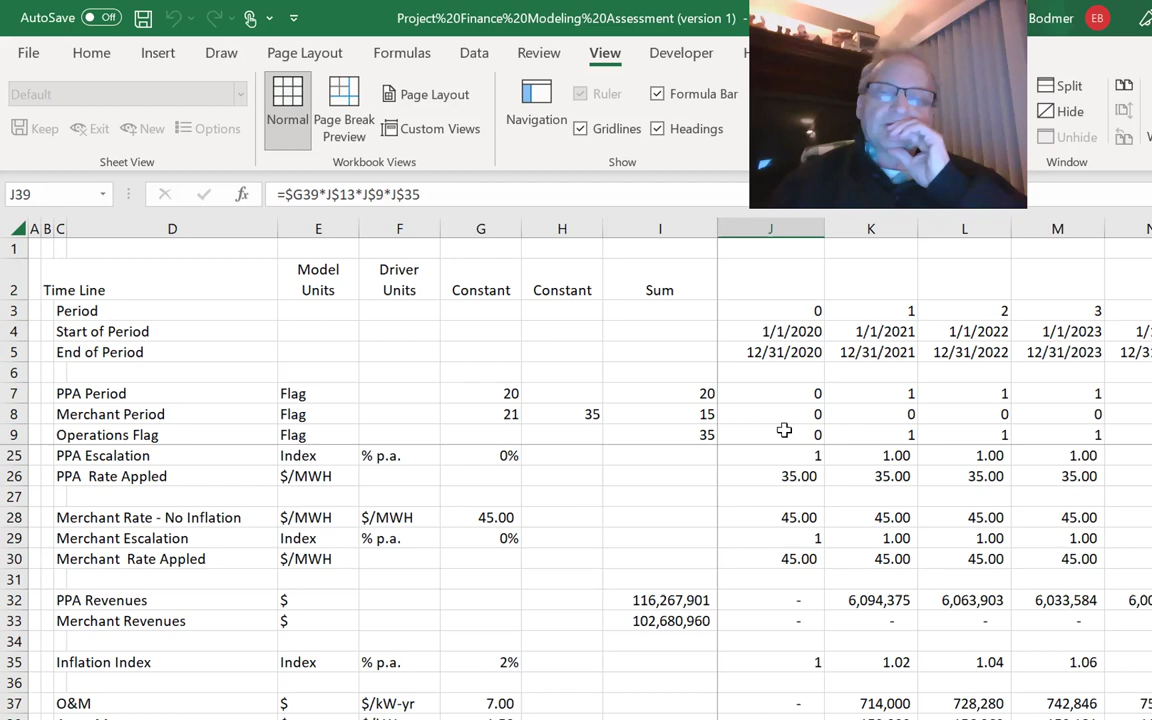 AutoSave Off Project%20Finance%20Modeling%20Assessment (version 1) - Bodmer EB
File Home Insert Draw Page Layout Formulas Data Review View Developer
Default
Keep Exit New Options
Sheet View
Normal Page Break Preview Page Layout Custom Views
Workbook Views
Navigation Ruler Formula Bar
Gridlines Headings
Show
Split
Hide
Unhide
Window
J39 fx =$G39*J$13*J$9*J$35
A B C D E F G H I J K L M N
1
Model Driver
2 Time Line Units Units Constant Constant Sum
3 Period 0 1 2 3
4 Start of Period 1/1/2020 1/1/2021 1/1/2022 1/1/2023
5 End of Period 12/31/2020 12/31/2021 12/31/2022 12/31/2023
6
7 PPA Period Flag 20 20 0 1 1 1
8 Merchant Period Flag 21 35 15 0 0 0 0
9 Operations Flag Flag 35 0 1 1 1
25 PPA Escalation Index % p.a. 0% 1 1.00 1.00 1.00
26 PPA Rate Appled $/MWH 35.00 35.00 35.00 35.00
27
28 Merchant Rate - No Inflation $/MWH $/MWH 45.00 45.00 45.00 45.00 45.00
29 Merchant Escalation Index % p.a. 0% 1 1.00 1.00 1.00
30 Merchant Rate Appled $/MWH 45.00 45.00 45.00 45.00
31
32 PPA Revenues $ 116,267,901 - 6,094,375 6,063,903 6,033,584
33 Merchant Revenues $ 102,680,960 - - - -
34
35 Inflation Index Index % p.a. 2% 1 1.02 1.04 1.06
36
37 O&M $ $/kW-yr 7.00 - 714,000 728,280 742,846